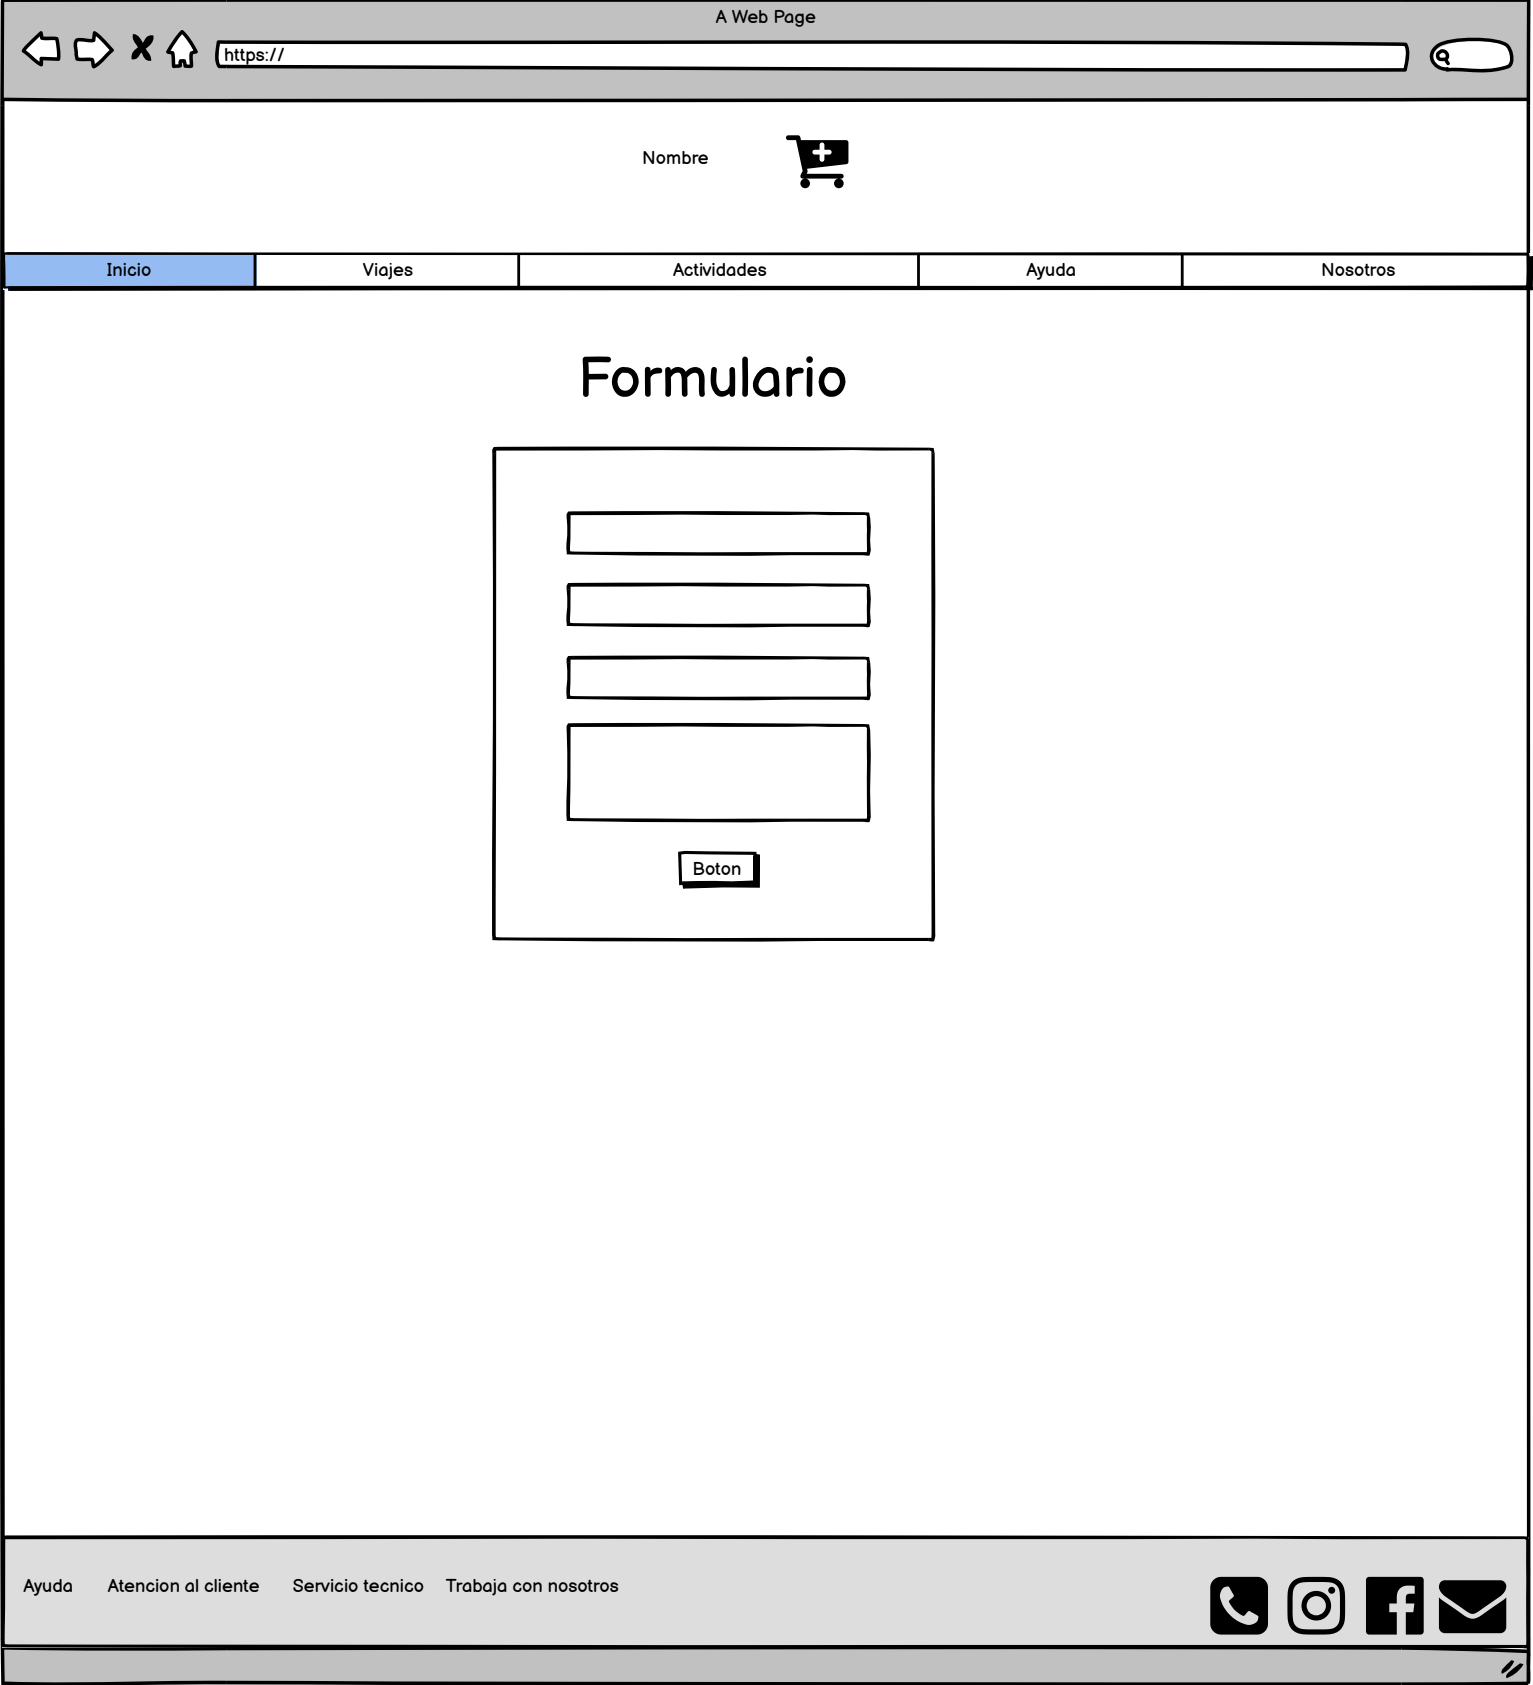 A Web Page
https://
Nombre
Inicio Viajes Actividades Ayuda Nosotros
Formulario
Boton
Ayuda Atencion al cliente Servicio tecnico Trabaja con nosotros